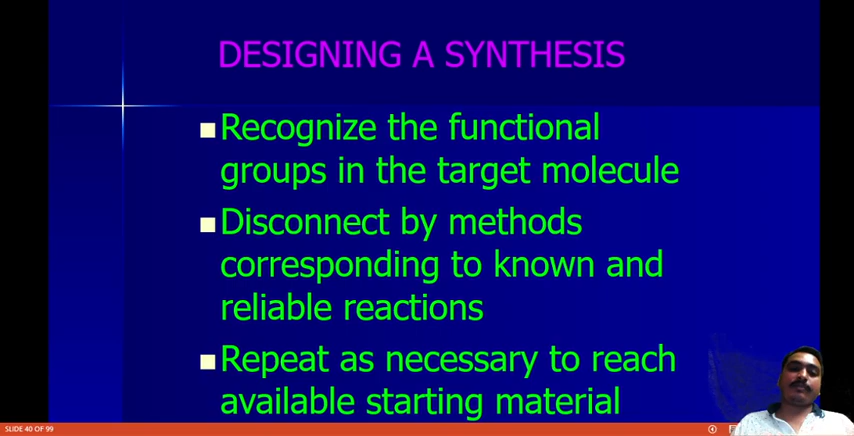 DESIGNING A SYNTHESIS
Recognize the functional
groups in the target molecule
Disconnect by methods
corresponding to known and
reliable reactions
Repeat as necessary to reach
available starting material
SLIDE 40 OF 99